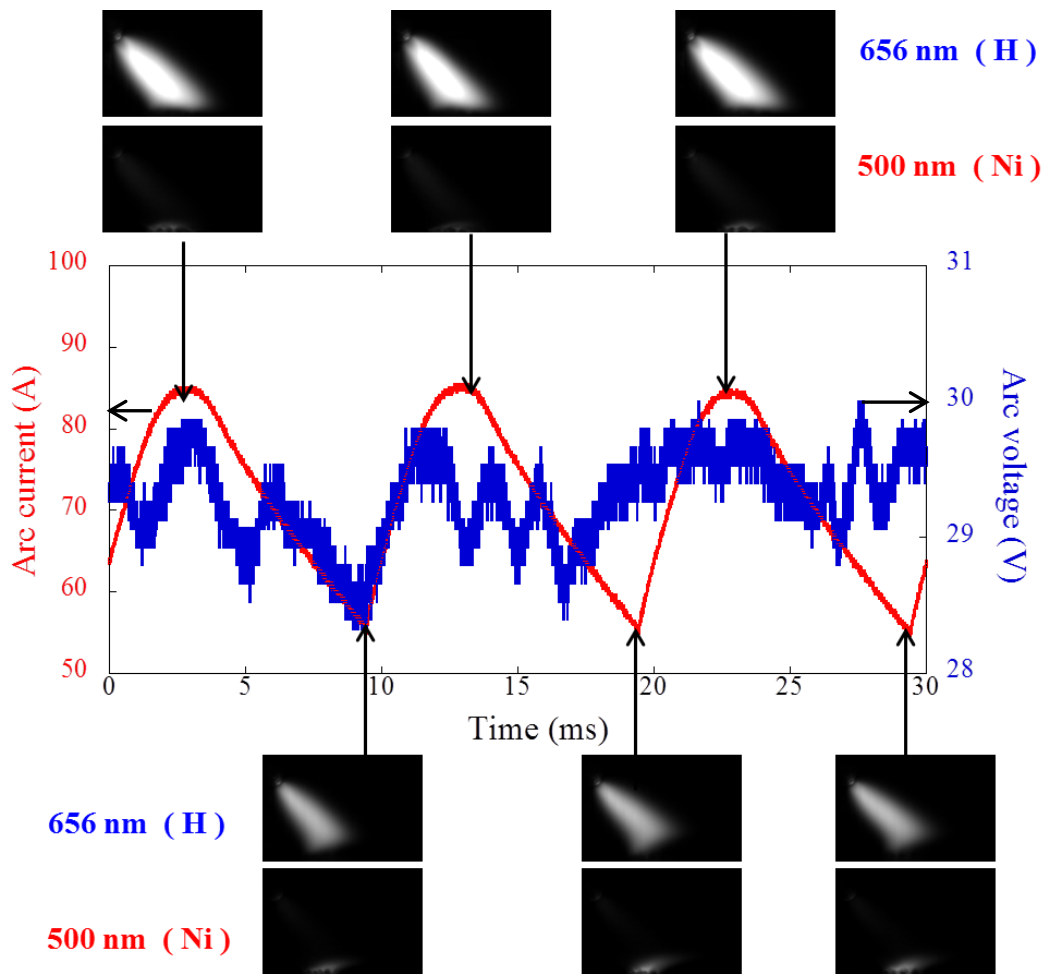 656 nm ( H )
500 nm ( Ni )
100
90
80
70
60
50
Arc current (A)
31
30
29
28
Arc voltage (V)
0 5 10 15 20 25 30
Time (ms)
656 nm ( H )
500 nm ( Ni )